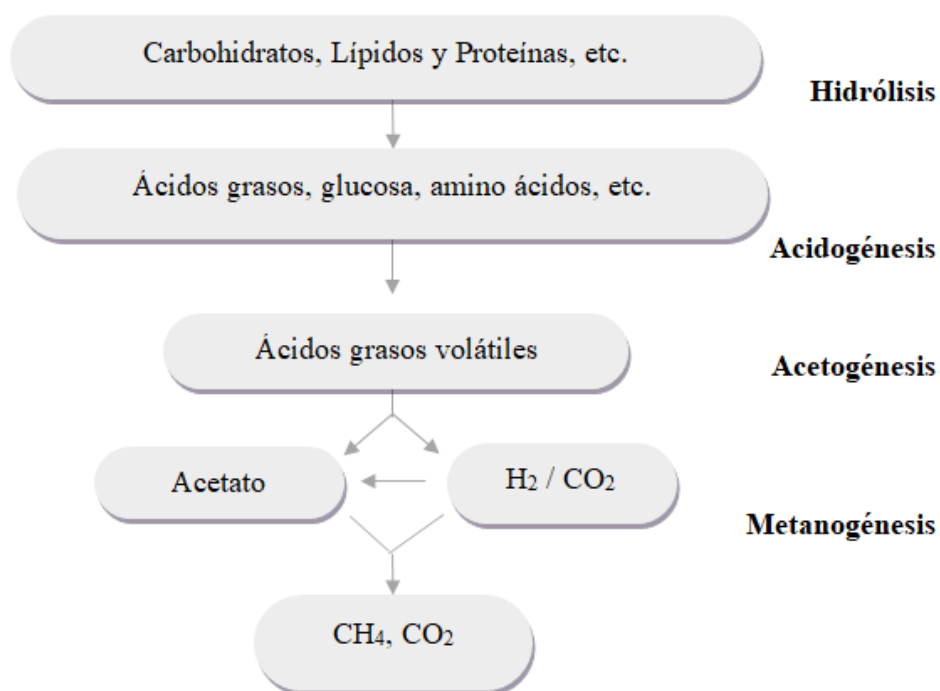 Carbohidratos, Lípidos y Proteínas, etc.
Hidrólisis
Ácidos grasos, glucosa, amino ácidos, etc.
Acidogénesis
Ácidos grasos volátiles
Acetogénesis
Acetato
H₂ / CO₂
Metanogénesis
CH₄, CO₂